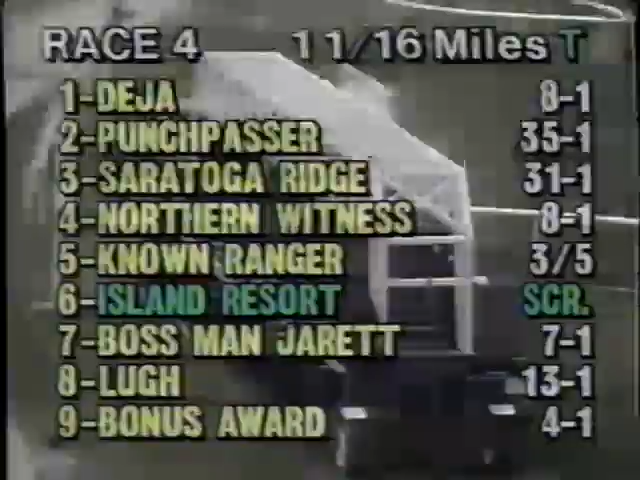 RACE 4 1 1/16 Miles T
1-DEJA 8-1
2-PUNCHPASSER 35-1
3-SARATOGA RIDGE 31-1
4-NORTHERN WITNESS 8-1
5-KNOWN RANGER 3/5
6-ISLAND RESORT SCR.
7-BOSS MAN JARETT 7-1
8-LUGH 13-1
9-BONUS AWARD 4-1